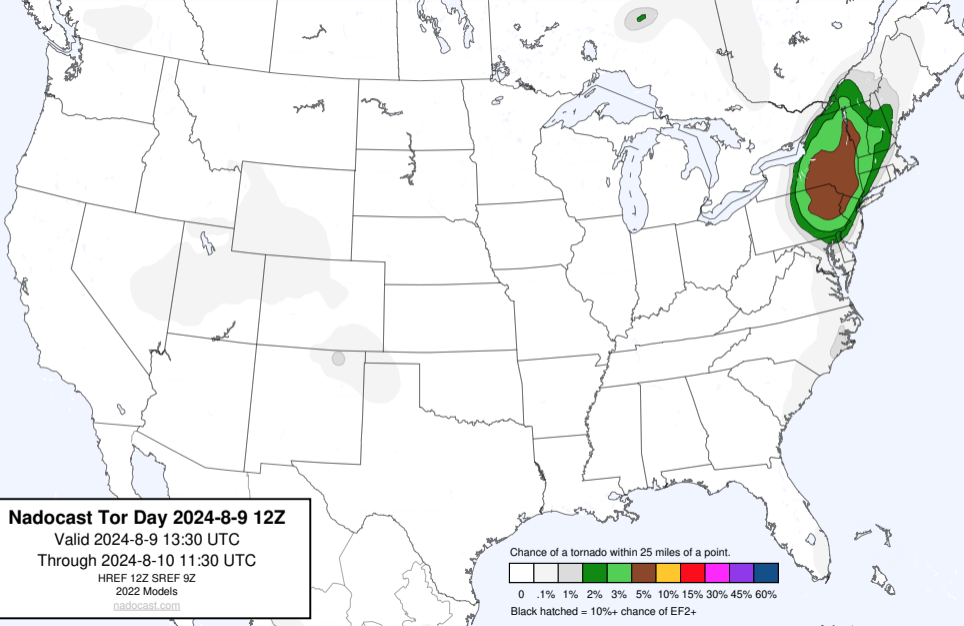 Nadocast Tor Day 2024-8-9 12Z
Valid 2024-8-9 13:30 UTC
Through 2024-8-10 11:30 UTC
HREF 12Z SREF 9Z
2022 Models
nadocast.com
Chance of a tornado within 25 miles of a point.
0 .1% 1% 2% 3% 5% 10% 15% 30% 45% 60%
Black hatched = 10%+ chance of EF2+